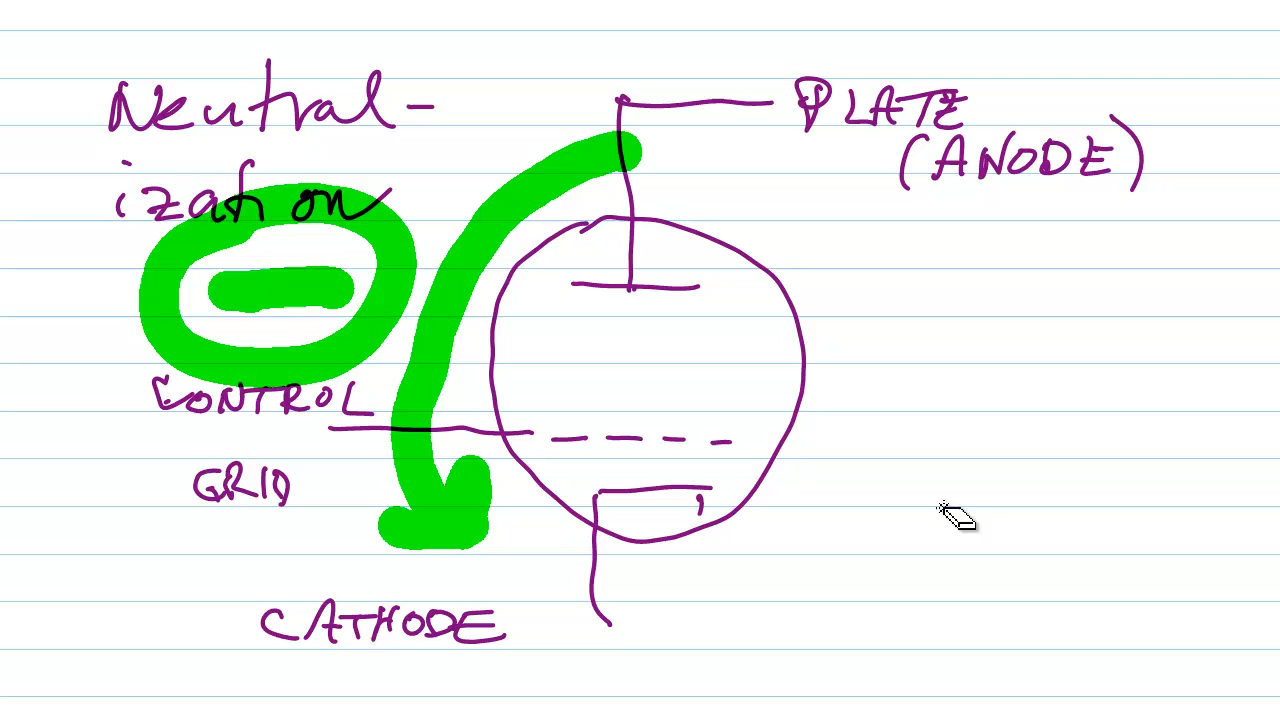 Neutral-
ization
PLATE
(ANODE)
CONTROL
GRID
CATHODE